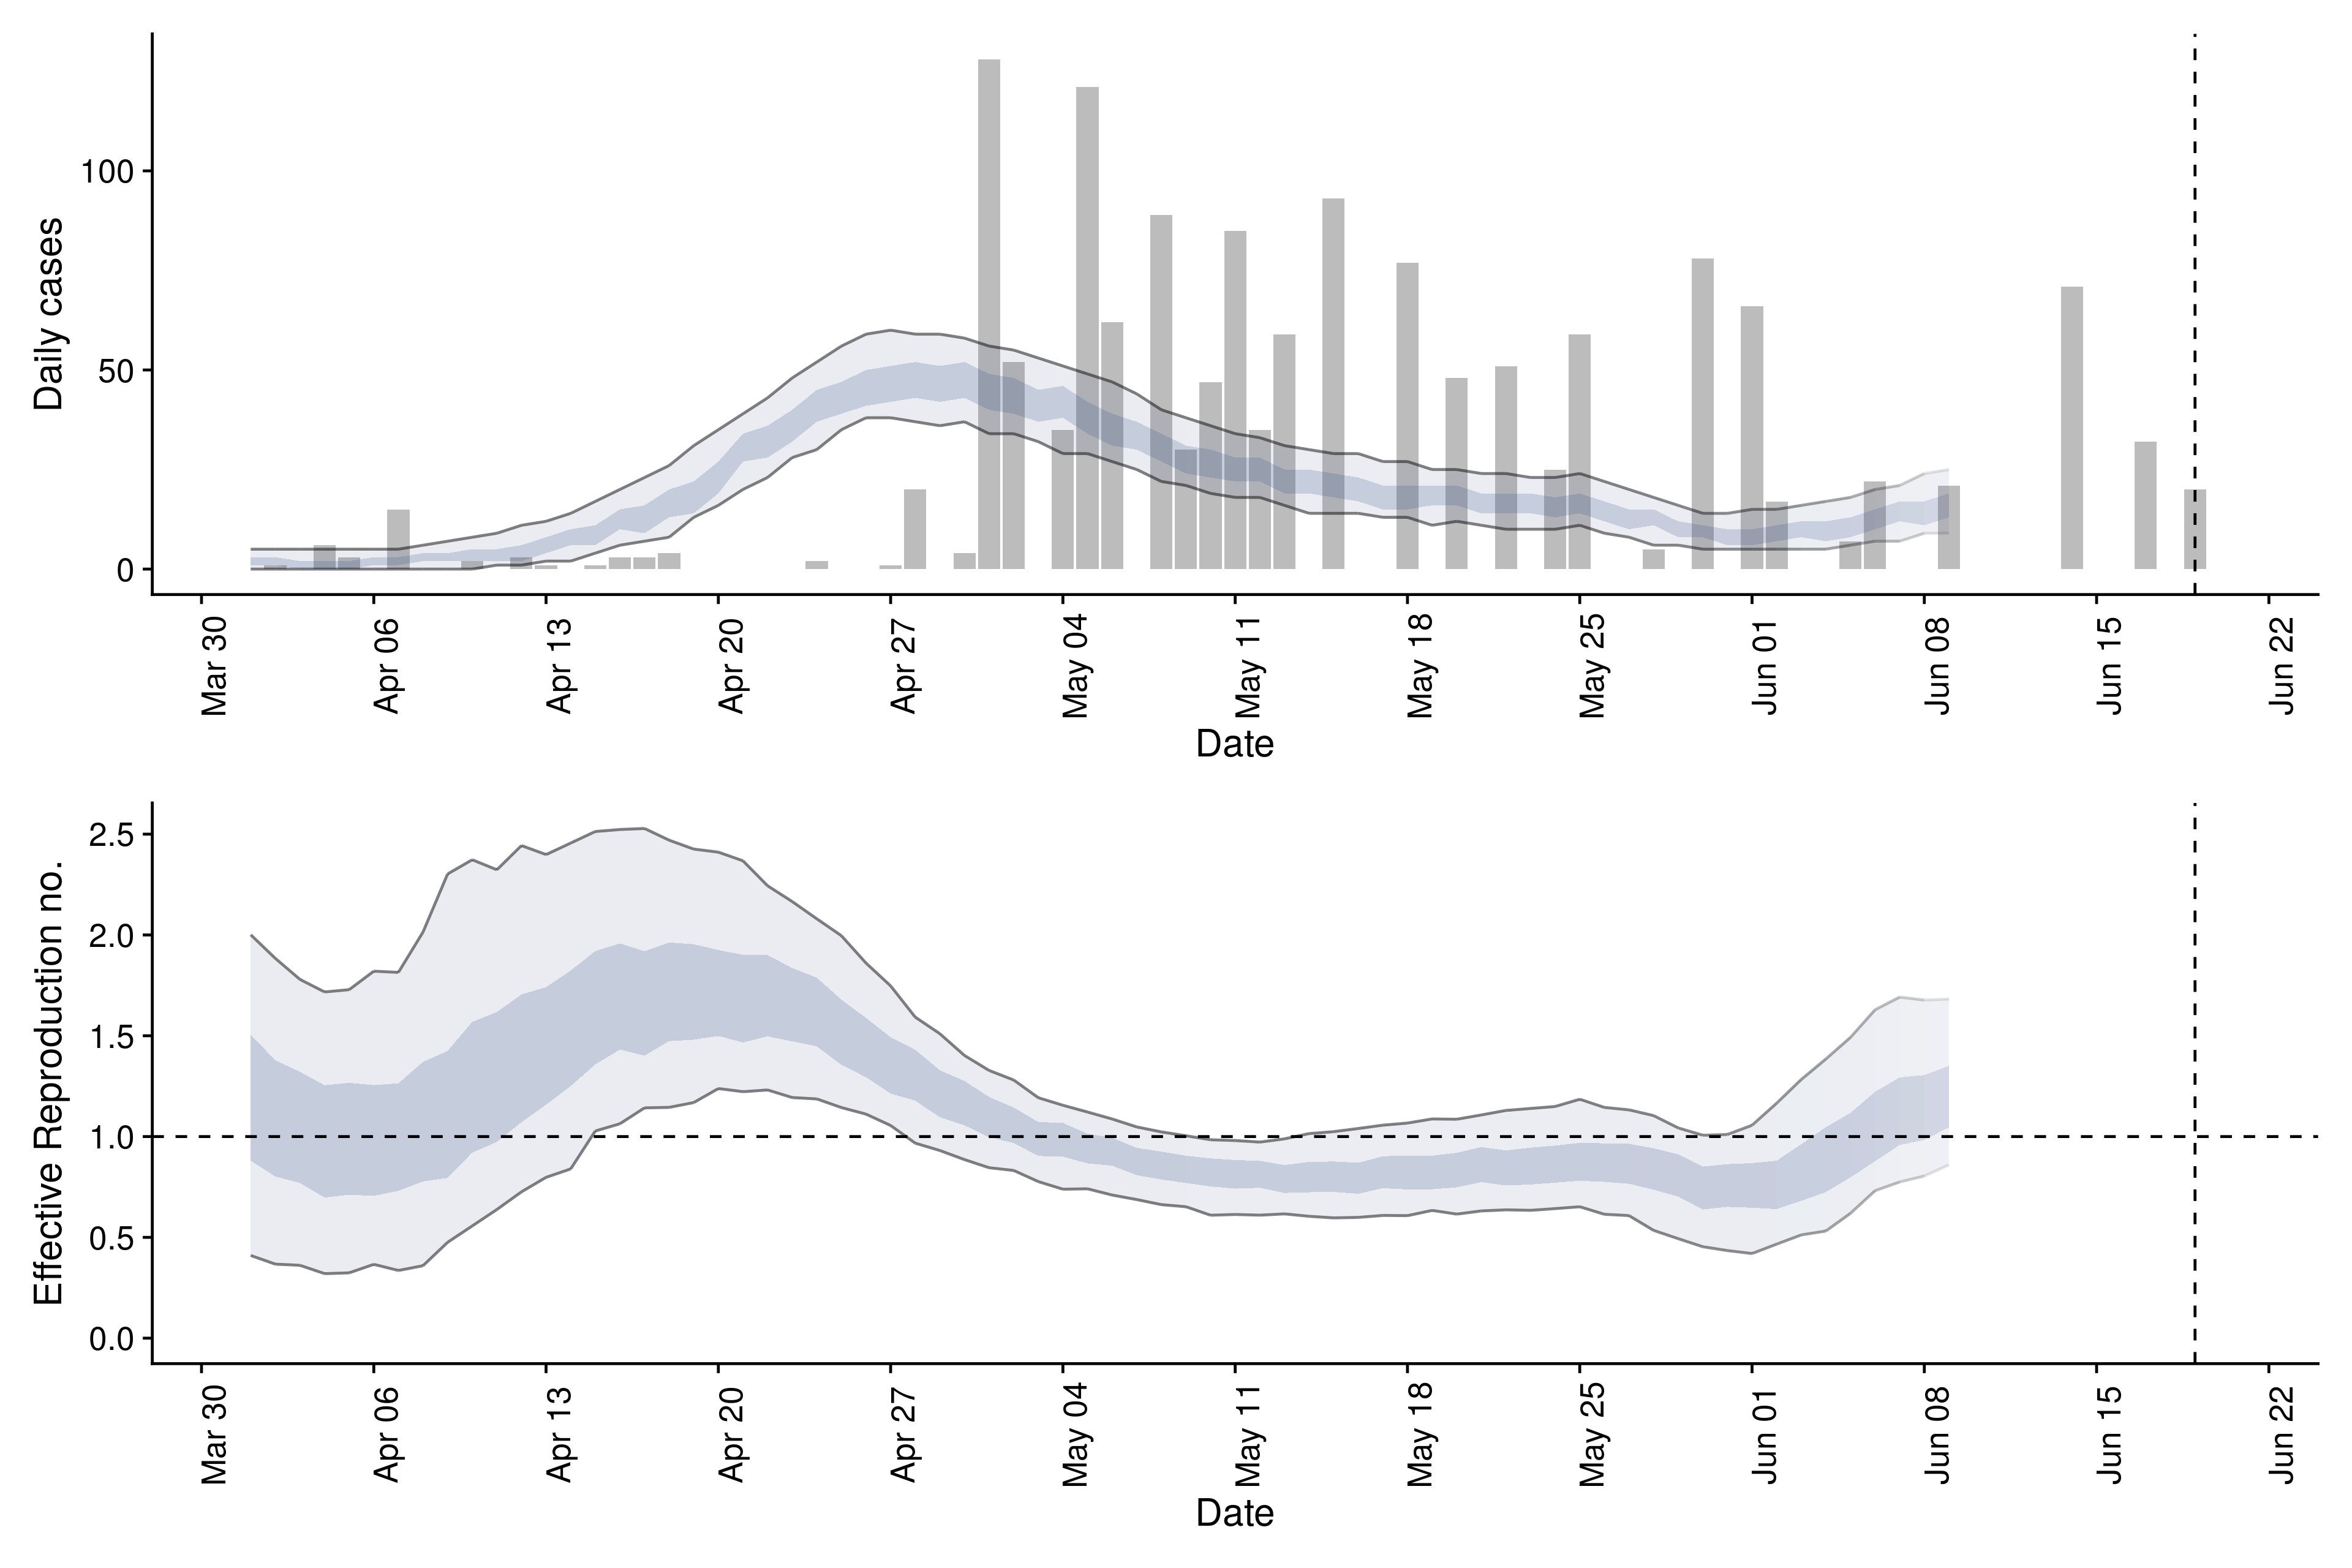 Daily cases
100
50
0
Mar 30
Apr 06
Apr 13
Apr 20
Apr 27
May 04
May 11
May 18
May 25
Jun 01
Jun 08
Jun 15
Jun 22
Date
Effective Reproduction no.
2.5
2.0
1.5
1.0
0.5
0.0
Mar 30
Apr 06
Apr 13
Apr 20
Apr 27
May 04
May 11
May 18
May 25
Jun 01
Jun 08
Jun 15
Jun 22
Date